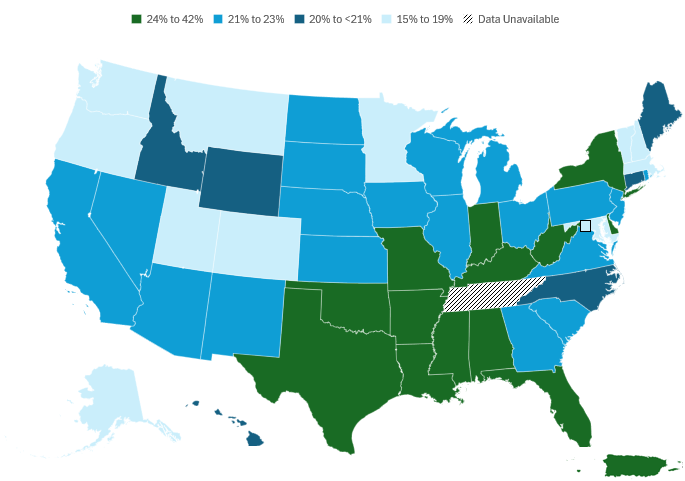 24% to 42% 21% to 23% 20% to <21% 15% to 19% Data Unavailable